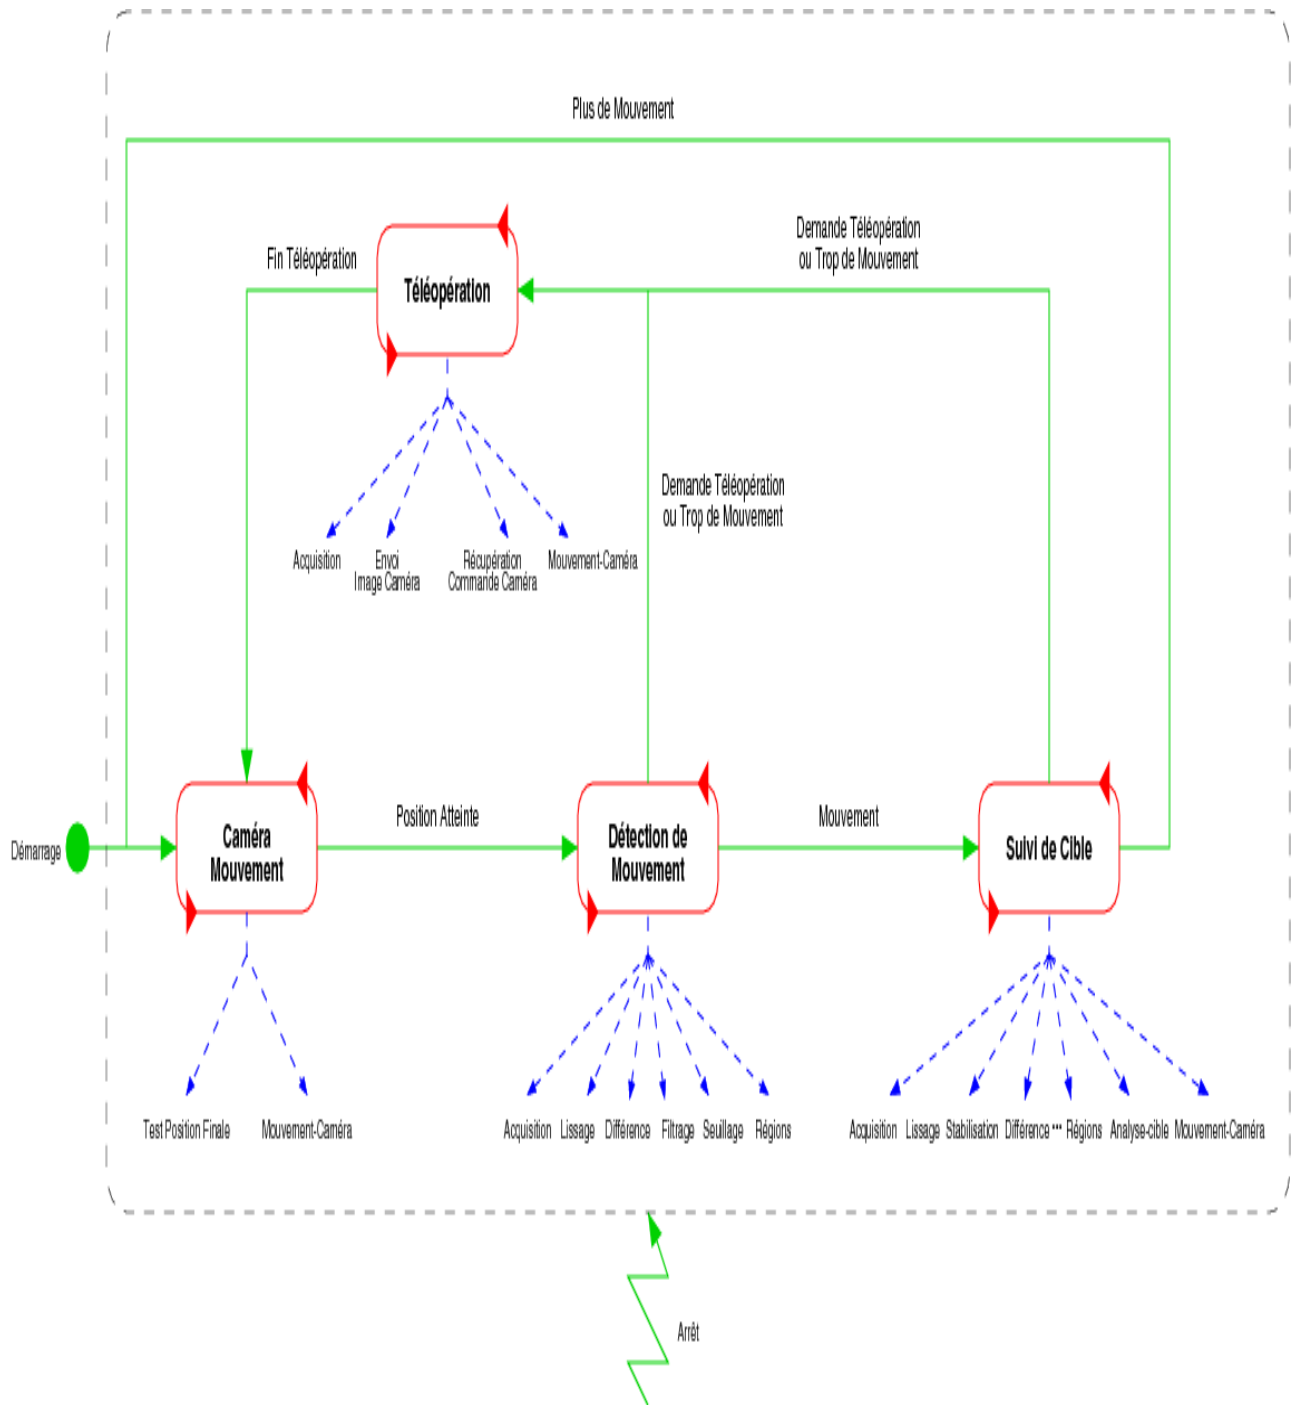 Plus de Mouvement
Demande Téléopération
ou Trop de Mouvement
Fin Téléopération
Téléopération
Demande Téléopération
ou Trop de Mouvement
Acquisition
Envoi
Image Caméra
Récupération
Commande Caméra
Mouvement-Caméra
Démarrage
Caméra
Mouvement
Position Atteinte
Détection de
Mouvement
Mouvement
Suivi de Cible
Test Position Finale
Mouvement-Caméra
Acquisition
Lissage
Différence
Filtrage
Seuillage
Régions
Acquisition
Lissage
Stabilisation
Différence
...
Régions
Analyse-cible
Mouvement-Caméra
Arrêt